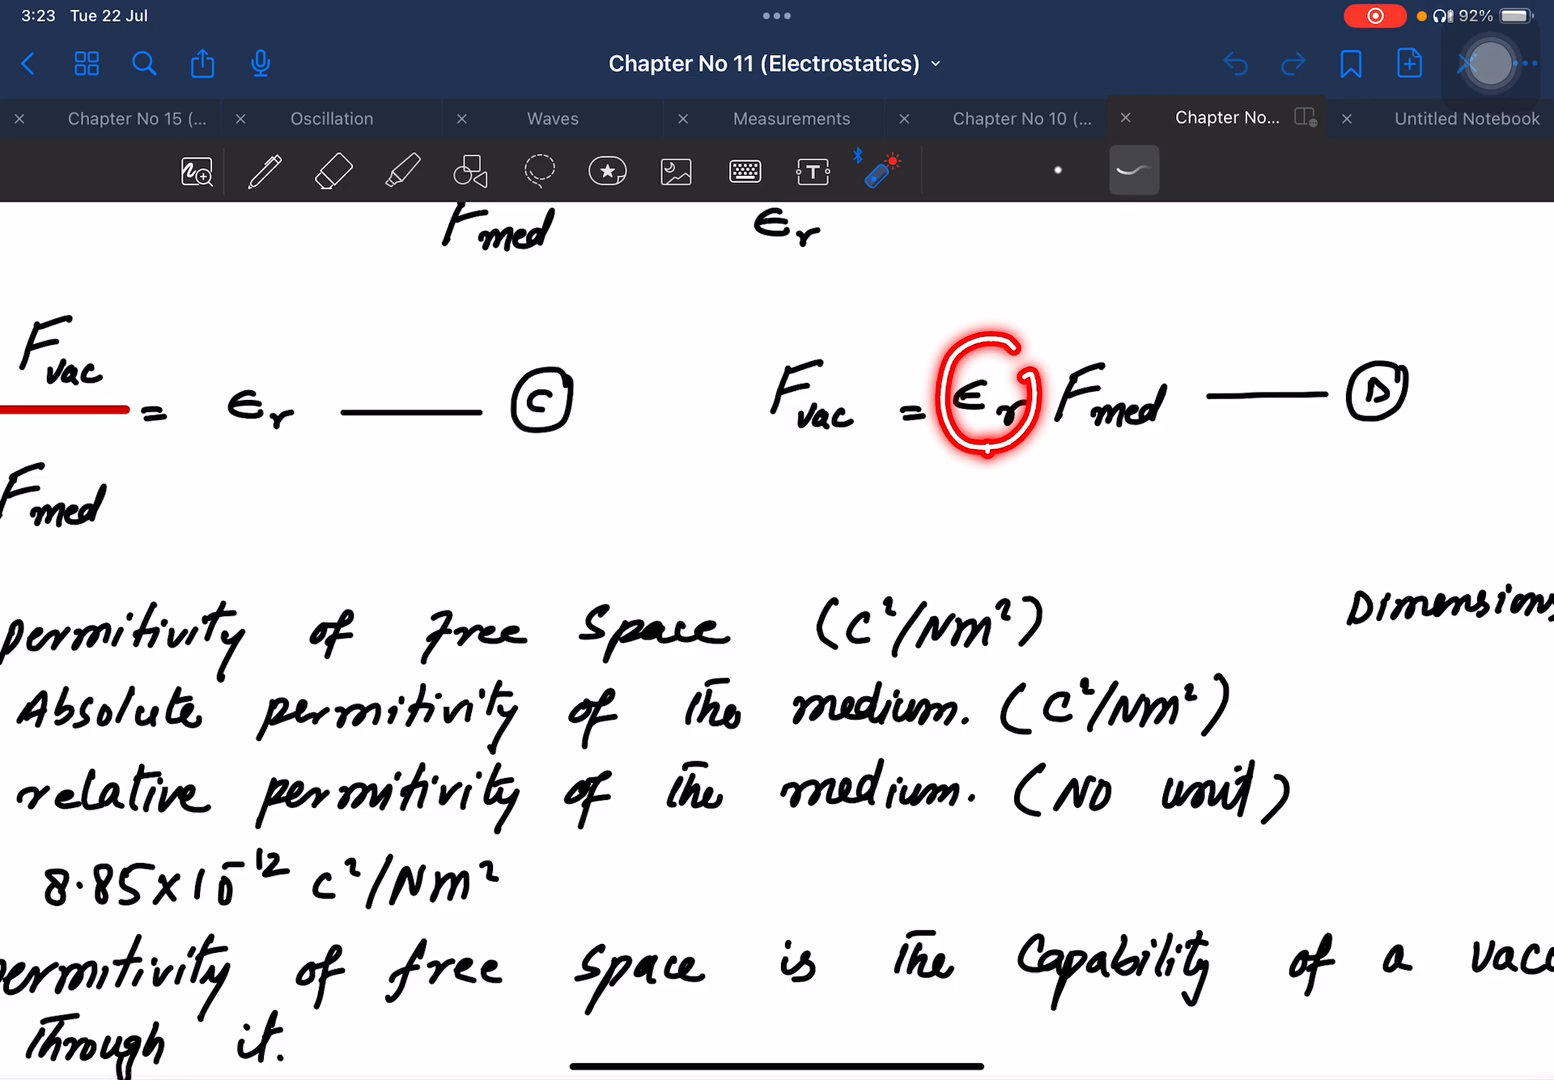 3:23 Tue 22 Jul
92%
Chapter No 11 (Electrostatics)
Chapter No 15 (...
Oscillation
Waves
Measurements
Chapter No 10 (...
Chapter No...
Untitled Notebook
Fmed ϵr
Fvac / Fmed = ϵr —— (C)
Fvac = ϵr Fmed —— (D)
permitivity of free space (C²/Nm²) Dimensions
Absolute permitivity of the medium. (C²/Nm²)
relative permitivity of the medium. (No unit)
8.85×10⁻¹² C²/Nm²
permitivity of free space is the capability of a vacc
through it.